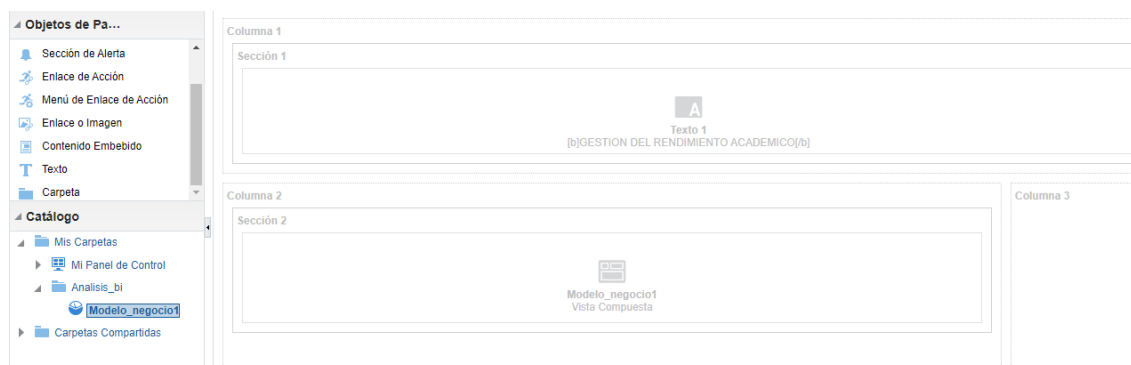 Objetos de Pa...
Sección de Alerta
Enlace de Acción
Menú de Enlace de Acción
Enlace o Imagen
Contenido Embebido
Texto
Carpeta
Catálogo
Mis Carpetas
Mi Panel de Control
Analisis_bi
Modelo_negocio1
Carpetas Compartidas
Columna 1
Sección 1
A
Texto 1
[b]GESTION DEL RENDIMIENTO ACADEMICO[/b]
Columna 2
Sección 2
Modelo_negocio1
Vista Compuesta
Columna 3